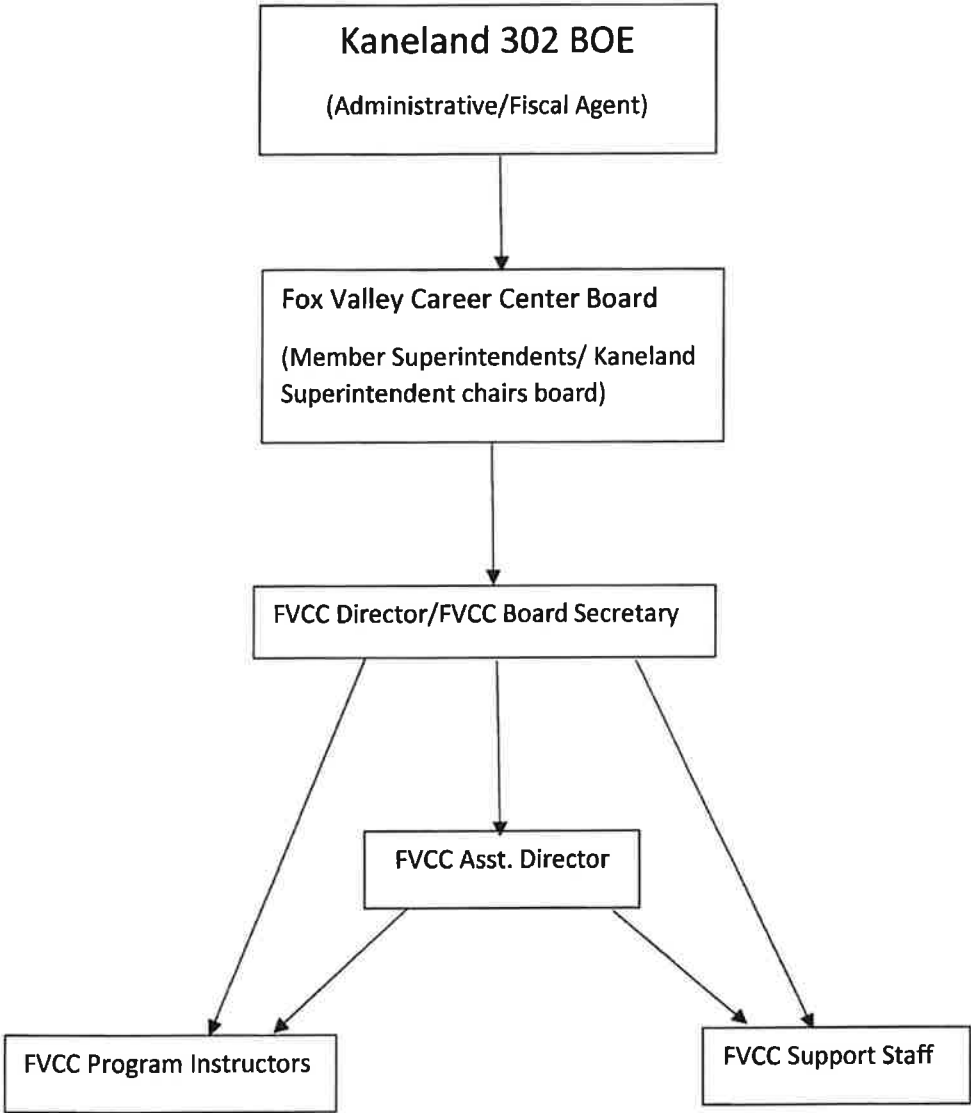 Kaneland 302 BOE
(Administrative/Fiscal Agent)
Fox Valley Career Center Board
(Member Superintendents/ Kaneland
Superintendent chairs board)
FVCC Director/FVCC Board Secretary
FVCC Asst. Director
FVCC Program Instructors
FVCC Support Staff